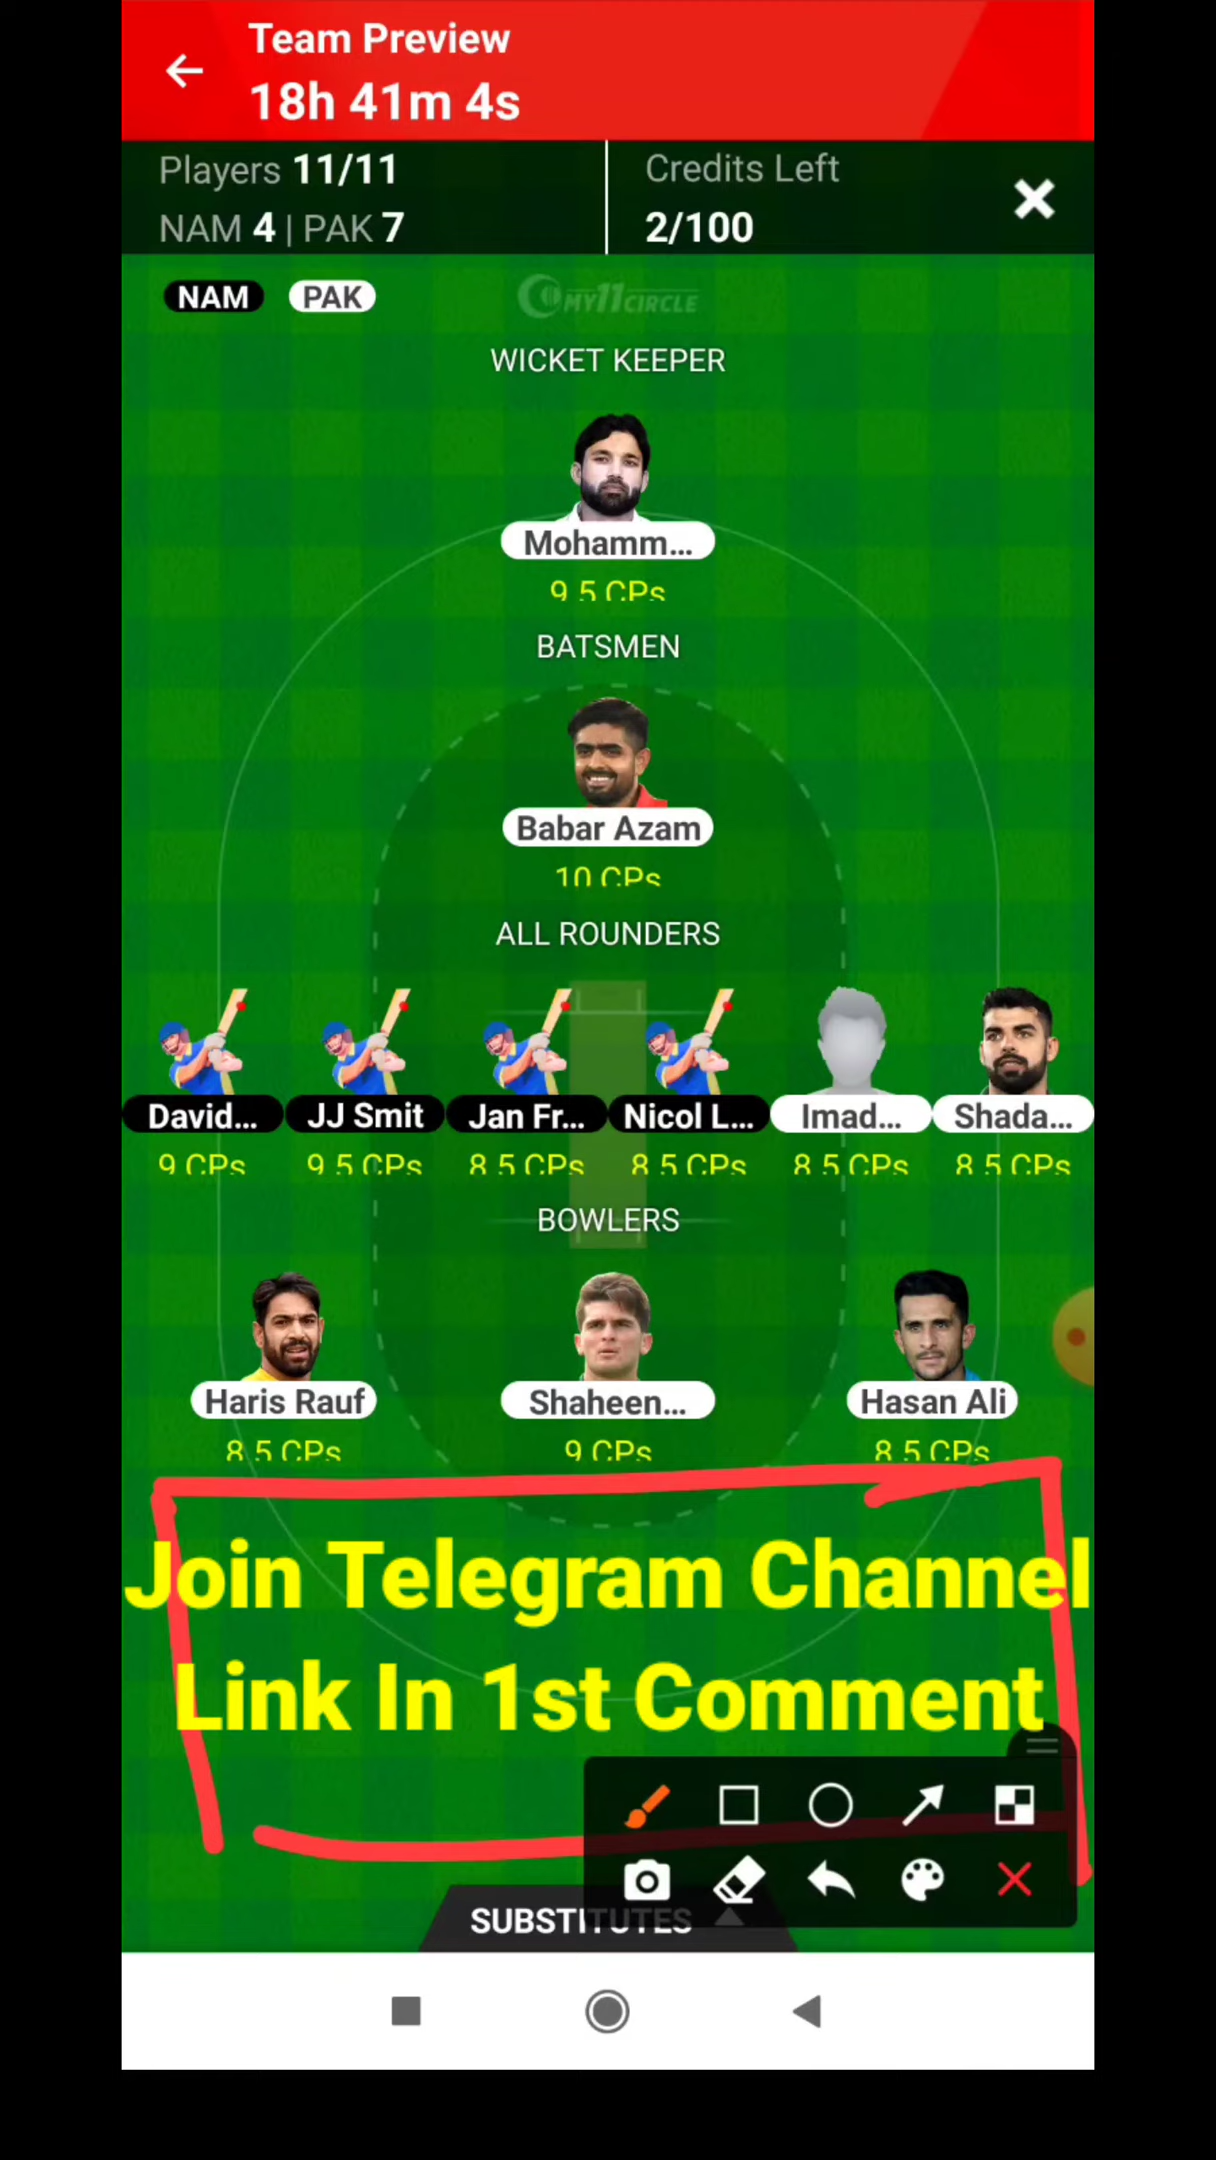 Team Preview
18h 41m 4s
Players 11/11
NAM 4 | PAK 7
Credits Left
2/100
NAM
PAK
MY11CIRCLE
WICKET KEEPER
Mohamm...
9.5 CPs
BATSMEN
Babar Azam
10 CPs
ALL ROUNDERS
David... JJ Smit Jan Fr... Nicol L... Imad... Shada...
9 CPs 9.5 CPs 8.5 CPs 8.5 CPs 8.5 CPs 8.5 CPs
BOWLERS
Haris Rauf Shaheen... Hasan Ali
8.5 CPs 9 CPs 8.5 CPs
Join Telegram Channel
Link In 1st Comment
SUBSTITUTES